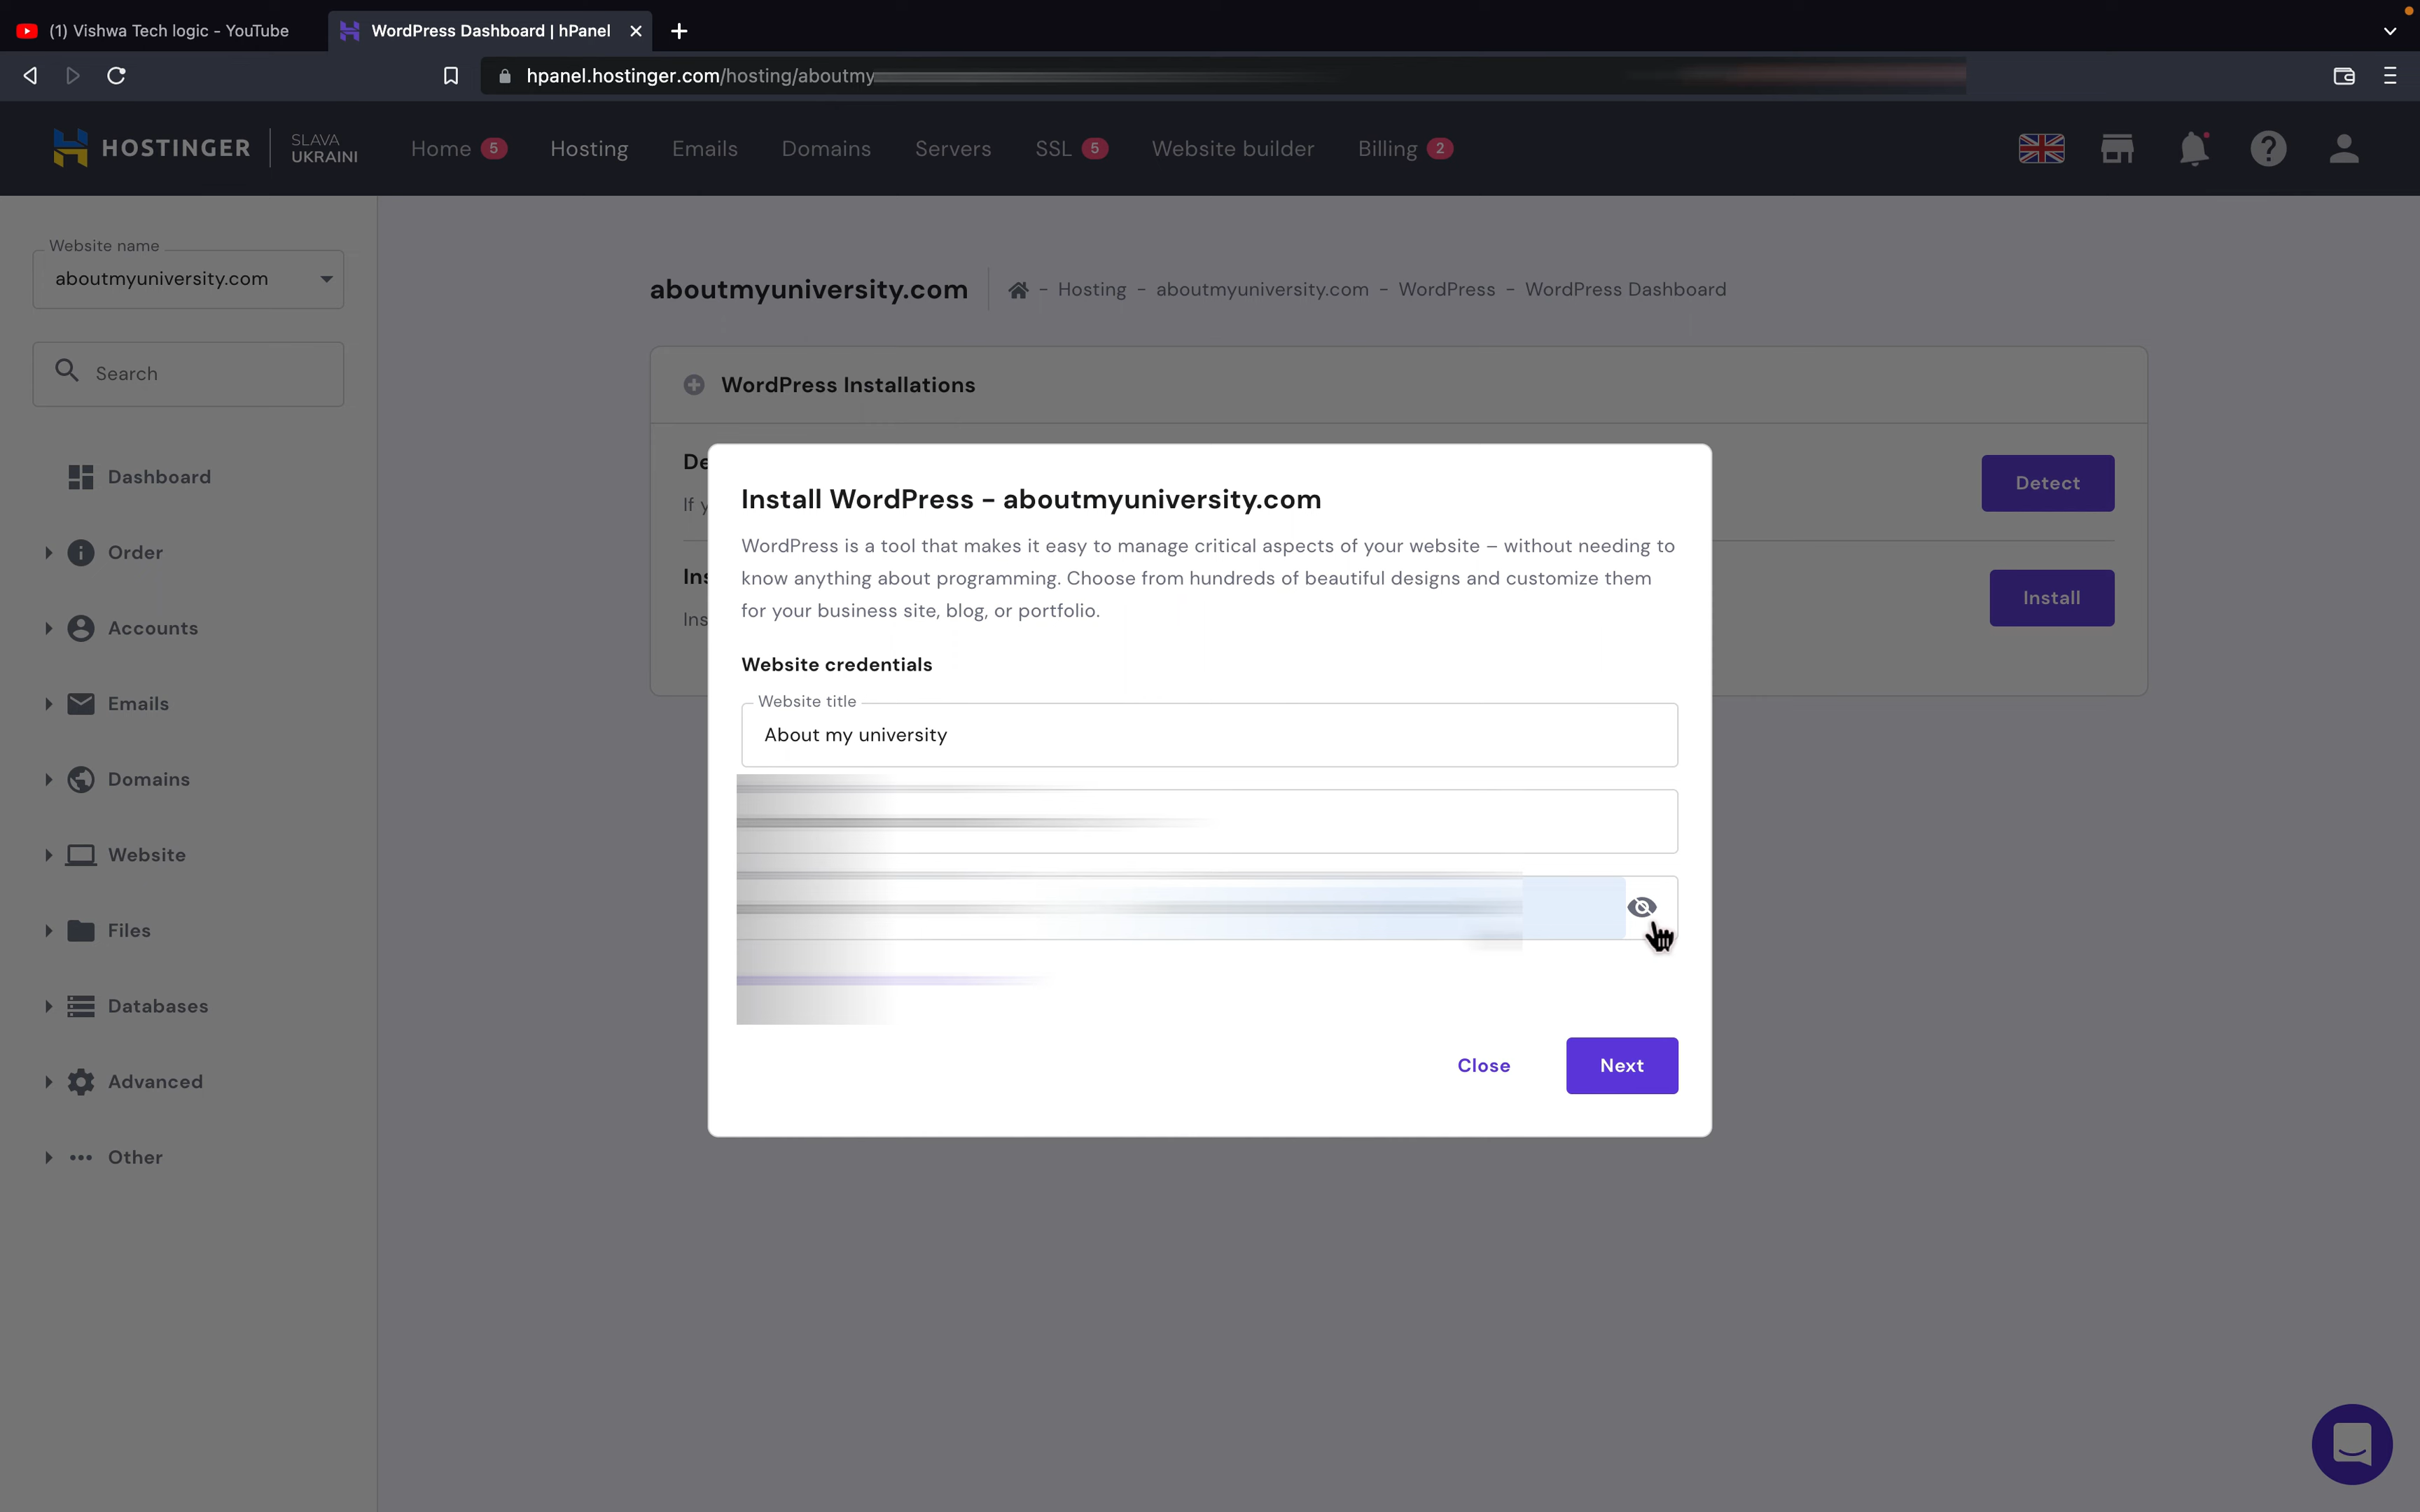 (1) Vishwa Tech logic - YouTube
WordPress Dashboard | hPanel
hpanel.hostinger.com/hosting/aboutmy
HOSTINGER
SLAVA
UKRAINI
Home 5
Hosting
Emails
Domains
Servers
SSL 5
Website builder
Billing 2
Website name
aboutmyuniversity.com
Search
Dashboard
Order
Accounts
Emails
Domains
Website
Files
Databases
Advanced
Other
aboutmyuniversity.com
- Hosting - aboutmyuniversity.com - WordPress - WordPress Dashboard
WordPress Installations
De
If y
Detect
Ins
Ins
Install
Install WordPress - aboutmyuniversity.com
WordPress is a tool that makes it easy to manage critical aspects of your website – without needing to
know anything about programming. Choose from hundreds of beautiful designs and customize them
for your business site, blog, or portfolio.
Website credentials
Website title
About my university
Close
Next